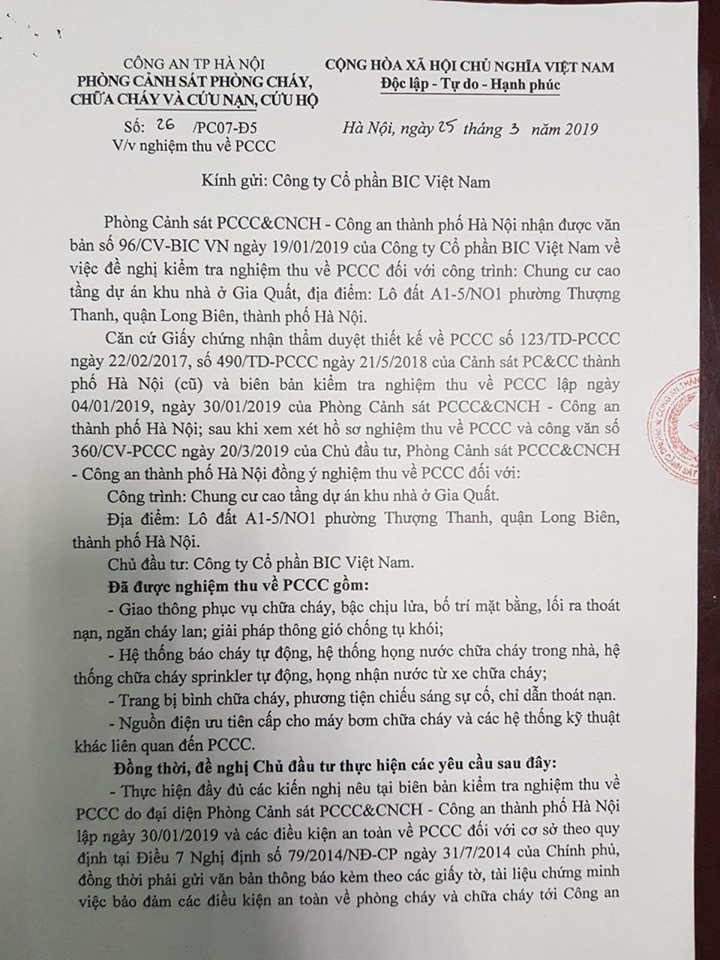 CÔNG AN TP HÀ NỘI
PHÒNG CẢNH SÁT PHÒNG CHÁY,
CHỮA CHÁY VÀ CỨU NẠN, CỨU HỘ
Số: 26 /PC07-Đ5
V/v nghiệm thu về PCCC
CỘNG HÒA XÃ HỘI CHỦ NGHĨA VIỆT NAM
Độc lập - Tự do - Hạnh phúc
Hà Nội, ngày 25 tháng 3 năm 2019
Kính gửi: Công ty Cổ phần BIC Việt Nam
Phòng Cảnh sát PCCC&CNCH - Công an thành phố Hà Nội nhận được văn
bản số 96/CV-BIC VN ngày 19/01/2019 của Công ty Cổ phần BIC Việt Nam về
việc đề nghị kiểm tra nghiệm thu về PCCC đối với công trình: Chung cư cao
tầng dự án khu nhà ở Gia Quất, địa điểm: Lô đất A1-5/NO1 phường Thượng
Thanh, quận Long Biên, thành phố Hà Nội.
Căn cứ Giấy chứng nhận thẩm duyệt thiết kế về PCCC số 123/TD-PCCC
ngày 22/02/2017, số 490/TD-PCCC ngày 21/5/2018 của Cảnh sát PC&CC thành
phố Hà Nội (cũ) và biên bản kiểm tra nghiệm thu về PCCC lập ngày
04/01/2019, ngày 30/01/2019 của Phòng Cảnh sát PCCC&CNCH - Công an
thành phố Hà Nội; sau khi xem xét hồ sơ nghiệm thu về PCCC và công văn số
360/CV-PCCC ngày 20/3/2019 của Chủ đầu tư, Phòng Cảnh sát PCCC&CNCH
- Công an thành phố Hà Nội đồng ý nghiệm thu về PCCC đối với:
Công trình: Chung cư cao tầng dự án khu nhà ở Gia Quất.
Địa điểm: Lô đất A1-5/NO1 phường Thượng Thanh, quận Long Biên,
thành phố Hà Nội.
Chủ đầu tư: Công ty Cổ phần BIC Việt Nam.
Đã được nghiệm thu về PCCC gồm:
- Giao thông phục vụ chữa cháy, bậc chịu lửa, bố trí mặt bằng, lối ra thoát
nạn, ngăn cháy lan; giải pháp thông gió chống tụ khói;
- Hệ thống báo cháy tự động, hệ thống họng nước chữa cháy trong nhà, hệ
thống chữa cháy sprinkler tự động, họng nhận nước từ xe chữa cháy;
- Trang bị bình chữa cháy, phương tiện chiếu sáng sự cố, chỉ dẫn thoát nạn.
- Nguồn điện ưu tiên cấp cho máy bơm chữa cháy và các hệ thống kỹ thuật
khác liên quan đến PCCC.
Đồng thời, đề nghị Chủ đầu tư thực hiện các yêu cầu sau đây:
- Thực hiện đầy đủ các kiến nghị nêu tại biên bản kiểm tra nghiệm thu về
PCCC do đại diện Phòng Cảnh sát PCCC&CNCH - Công an thành phố Hà Nội
lập ngày 30/01/2019 và các điều kiện an toàn về PCCC đối với cơ sở theo quy
định tại Điều 7 Nghị định số 79/2014/NĐ-CP ngày 31/7/2014 của Chính phủ,
đồng thời phải gửi văn bản thông báo kèm theo các giấy tờ, tài liệu chứng minh
việc bảo đảm các điều kiện an toàn về phòng cháy và chữa cháy tới Công an